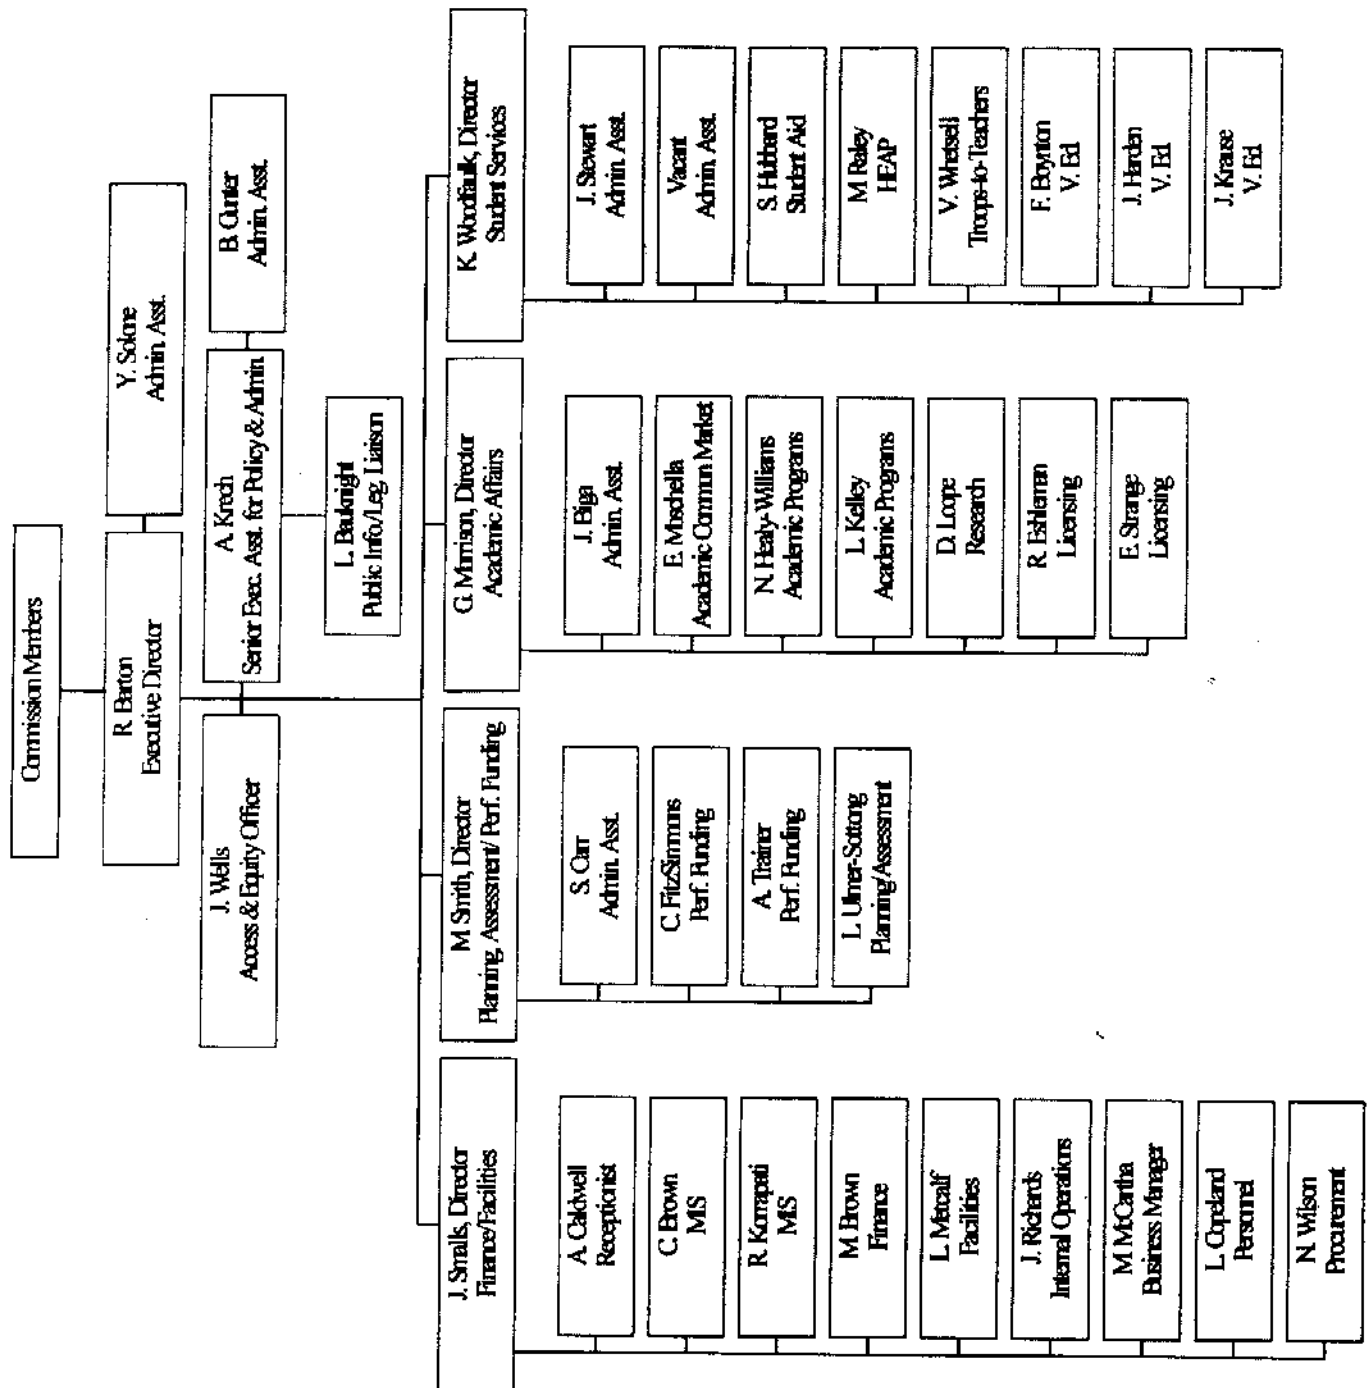 Commission Members
R. Barton
Executive Director
Y. Solone
Admin. Asst.
J. Wells
Access & Equity Officer
A. Krech
Senior Exec. Asst. for Policy & Admin.
B. Gunter
Admin. Asst.
L. Bauknight
Public Info/Leg. Liaison
J. Smalls, Director
Finance/Facilities
A. Caldwell
Receptionist
C. Brown
MIS
R. Korrapati
MIS
M. Brown
Finance
L. Metcalf
Facilities
J. Richards
Internal Operations
M McCartha
Business Manager
L. Copeland
Personnel
N. Wilson
Procurement
M Smith, Director
Planning, Assessment/ Perf. Funding
S. Carr
Admin. Asst.
C. FitzSimmons
Perf. Funding
A. Trainer
Perf. Funding
L. Ulmer-Sottong
Planning/Assessment
G. Morrison, Director
Academic Affairs
J. Biga
Admin. Asst.
E. Moschella
Academic Common Market
N. Healy-Williams
Academic Programs
L. Kelley
Academic Programs
D. Loope
Research
R. Eshleman
Licensing
E. Strange
Licensing
K. Woodfaulk, Director
Student Services
J. Stewart
Admin. Asst.
Vacant
Admin. Asst.
S. Hubbard
Student Aid
M Raley
HEAP
V. Whetsell
Troops-to-Teachers
F. Boynton
V. Ed.
J. Harden
V. Ed.
J. Krause
V. Ed.